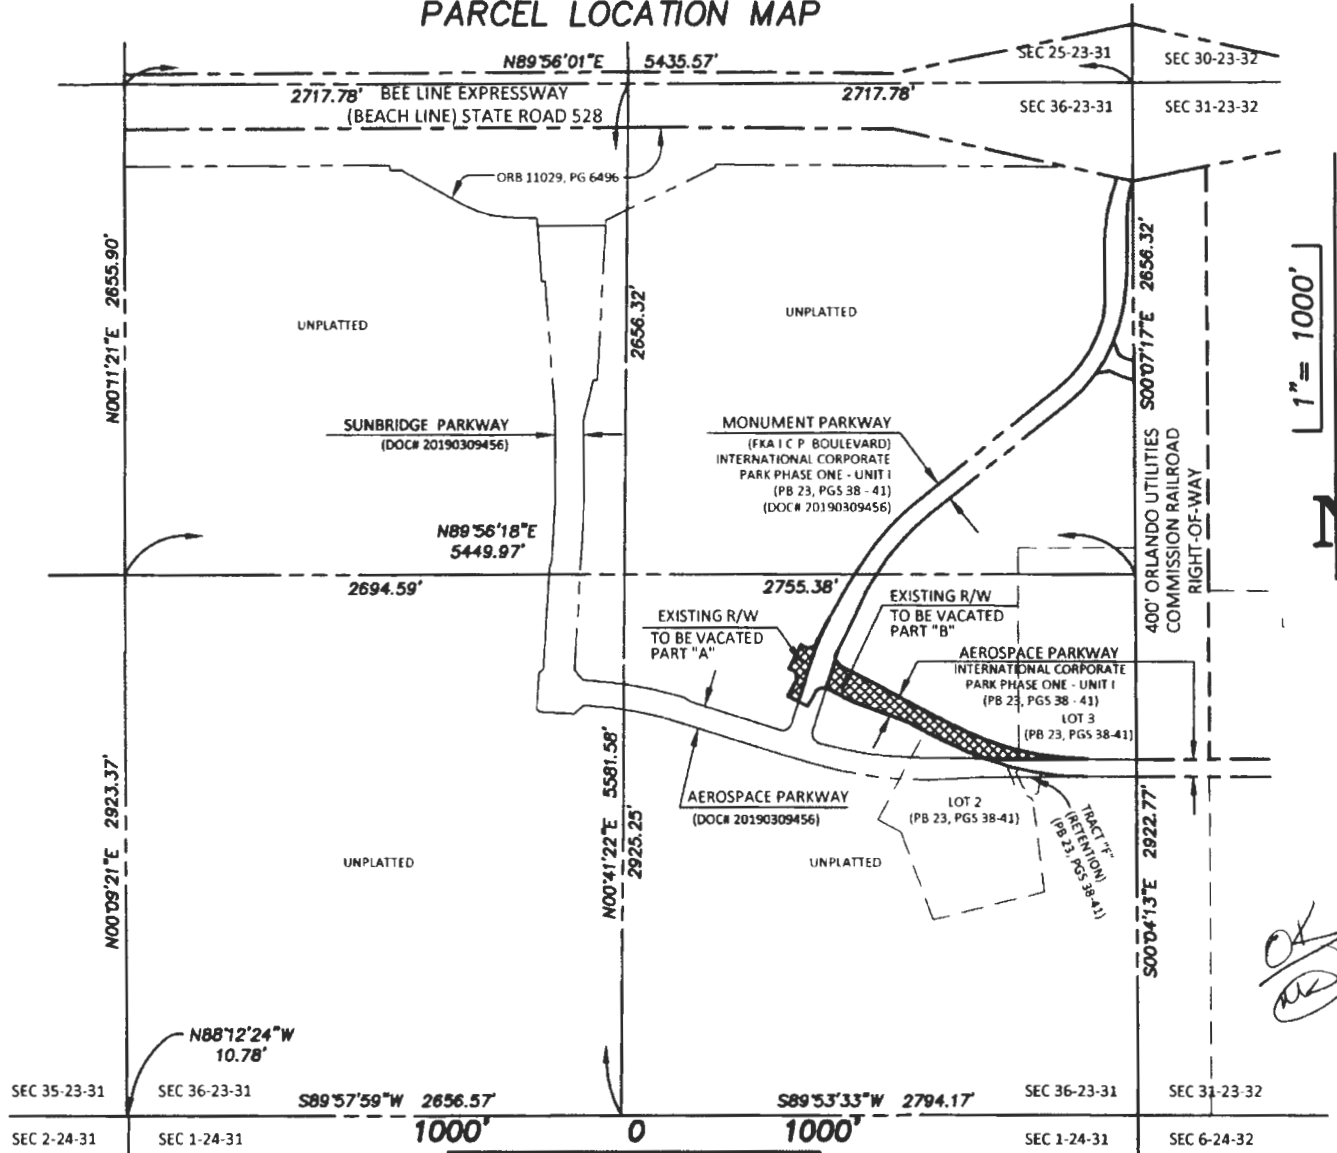 PARCEL LOCATION MAP
N89°56'01"E 5435.57'
SEC 25-23-31
SEC 30-23-32
2717.78' BEE LINE EXPRESSWAY
(BEACH LINE) STATE ROAD 528
2717.78'
SEC 36-23-31
SEC 31-23-32
ORB 11029, PG 6496
N00°11'21"E 2655.90'
UNPLATTED
2656.32'
UNPLATTED
S00°07'17"E 2656.32'
1"= 1000'
SUNBRIDGE PARKWAY
(DOC# 20190309456)
MONUMENT PARKWAY
(FKA I C P BOULEVARD)
INTERNATIONAL CORPORATE
PARK PHASE ONE - UNIT I
(PB 23, PGS 38 - 41)
(DOC# 20190309456)
400' ORLANDO UTILITIES
COMMISSION RAILROAD
RIGHT-OF-WAY
N
N89°56'18"E
5449.97'
2694.59'
2755.38'
EXISTING R/W
TO BE VACATED
PART "A"
EXISTING R/W
TO BE VACATED
PART "B"
AEROSPACE PARKWAY
INTERNATIONAL CORPORATE
PARK PHASE ONE - UNIT I
(PB 23, PGS 38 - 41)
LOT 3
(PB 23, PGS 38-41)
N00°09'21"E 2923.37'
N00°41'22"E 5581.58'
2925.25'
AEROSPACE PARKWAY
(DOC# 20190309456)
LOT 2
(PB 23, PGS 38-41)
TRACT "F"
(RETENTION)
(PB 23, PGS 38-41)
S00°04'13"E 2922.77'
UNPLATTED
UNPLATTED
OK
N88°12'24"W
10.78'
SEC 35-23-31
SEC 36-23-31
S89°57'59"W 2656.57'
S89°53'33"W 2794.17'
SEC 36-23-31
SEC 31-23-32
SEC 2-24-31
SEC 1-24-31
1000' 0 1000'
SEC 1-24-31
SEC 6-24-32